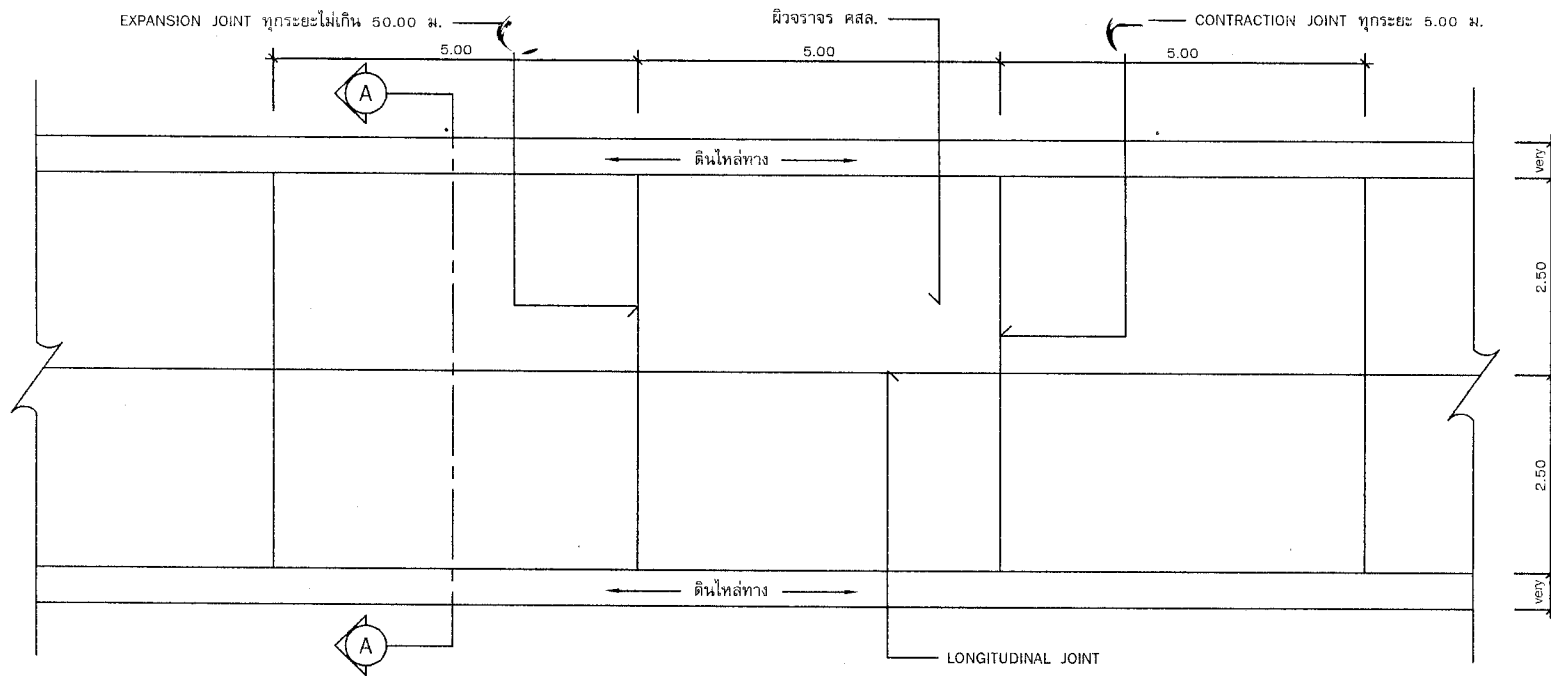 EXPANSION JOINT ทุกระยะไม่เกิน 50.00 ม.
ผิวจราจร คสล.
CONTRACTION JOINT ทุกระยะ 5.00 ม.
5.00
5.00
5.00
A
ดินไหล่ทาง
very
2.50
2.50
ดินไหล่ทาง
very
A
LONGITUDINAL JOINT